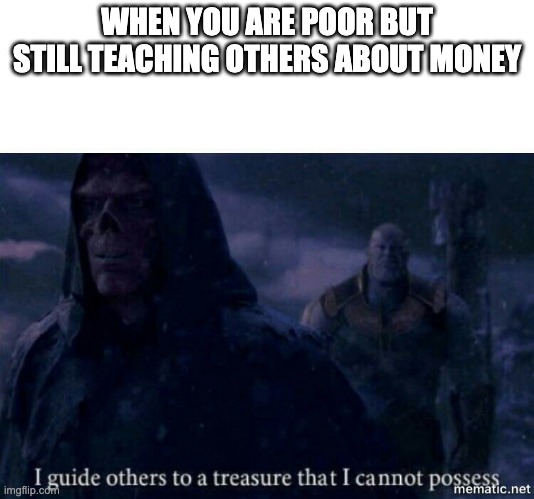 WHEN YOU ARE POOR BUT
STILL TEACHING OTHERS ABOUT MONEY
I guide others to a treasure that I cannot possess
imgflip.com
mematic.net